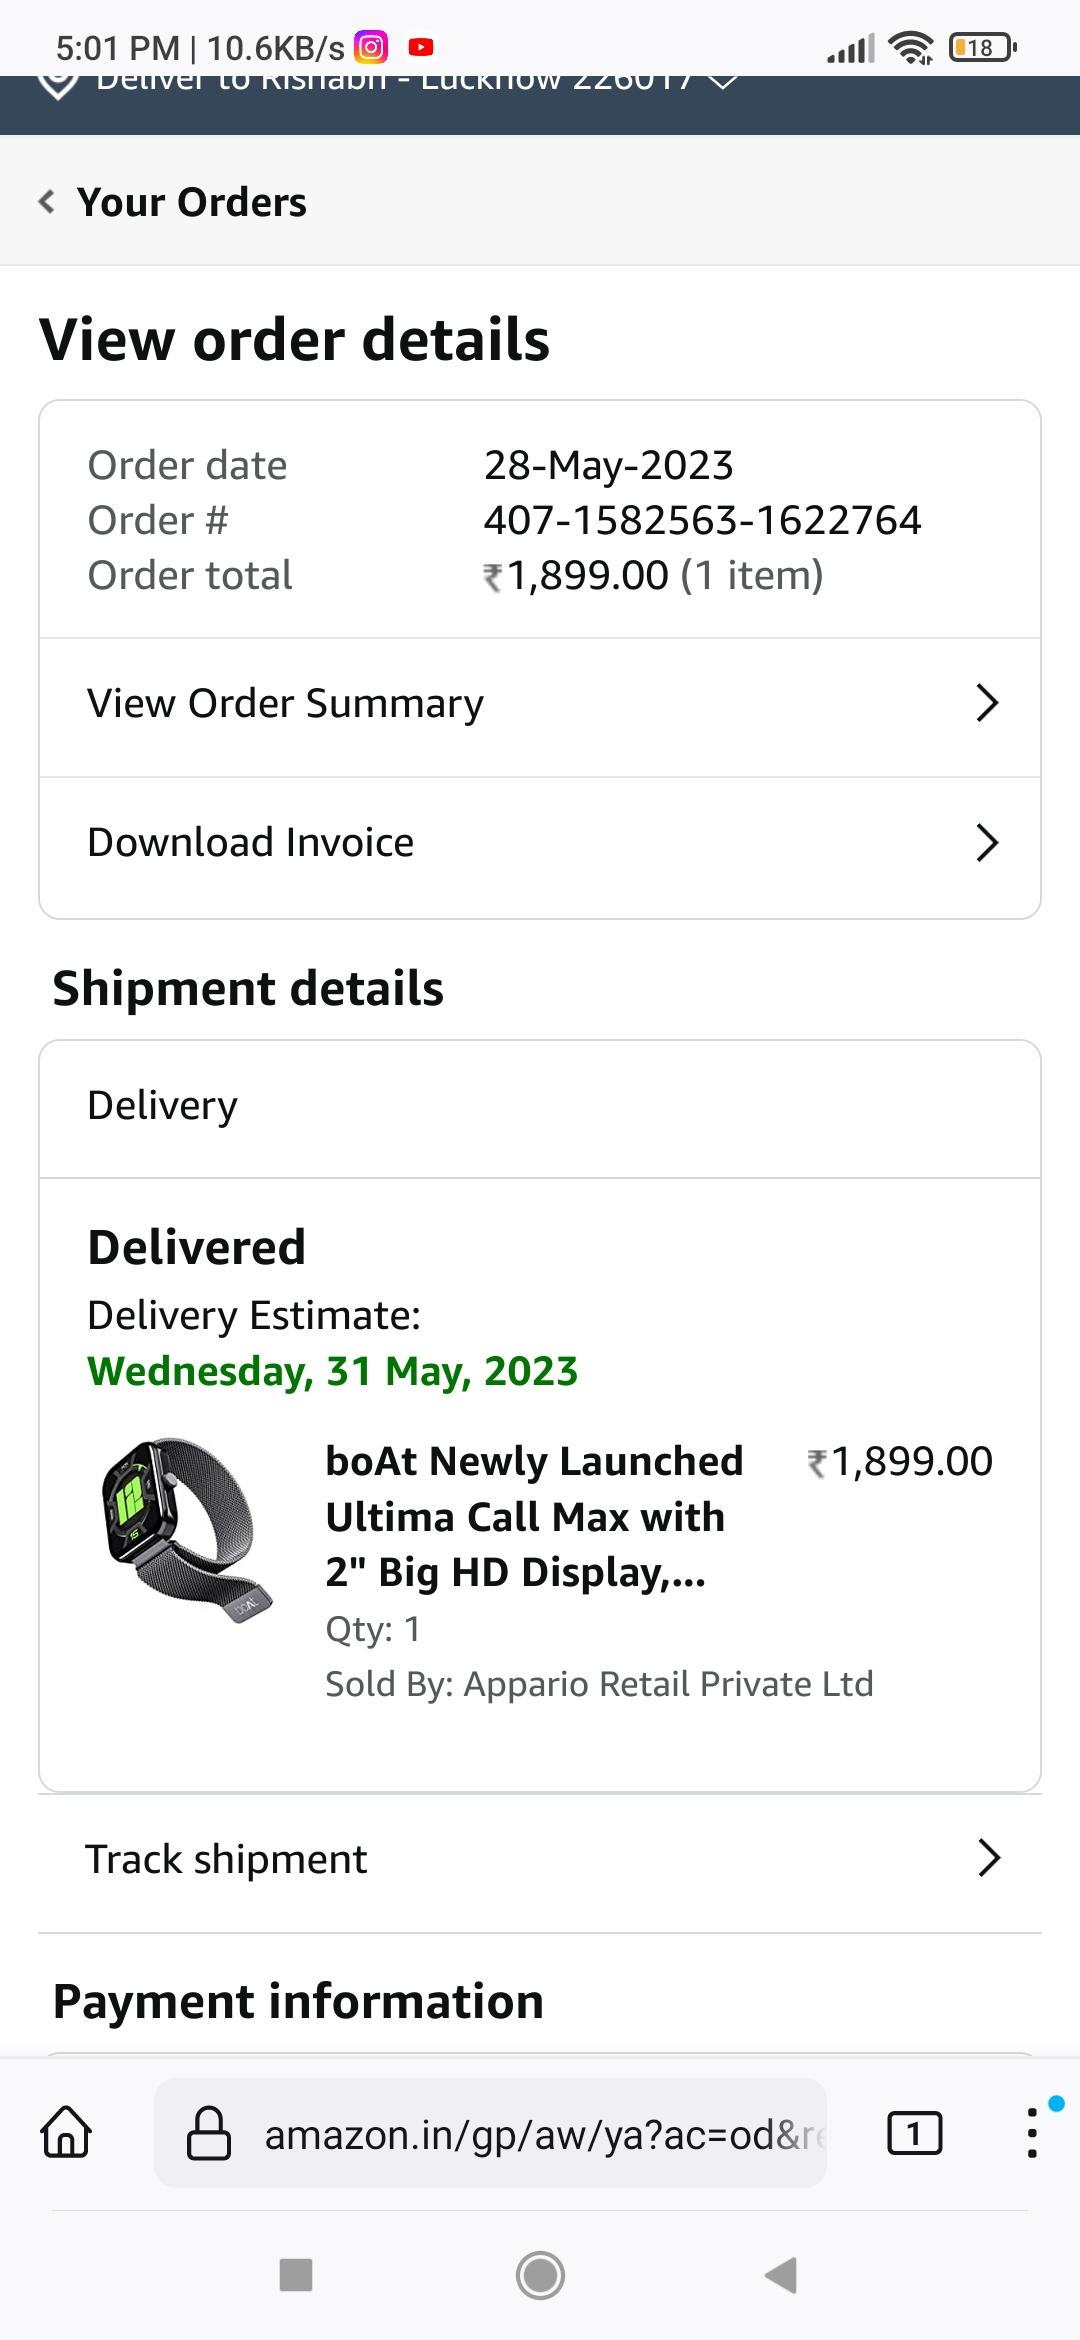 5:01 PM | 10.6KB/s
18
Deliver to Rishabh - Lucknow 226017
Your Orders
View order details
Order date 28-May-2023
Order # 407-1582563-1622764
Order total ₹1,899.00 (1 item)
View Order Summary
Download Invoice
Shipment details
Delivery
Delivered
Delivery Estimate:
Wednesday, 31 May, 2023
boAt Newly Launched ₹1,899.00
Ultima Call Max with
2" Big HD Display,...
Qty: 1
Sold By: Appario Retail Private Ltd
12
15
boAt
Track shipment
Payment information
amazon.in/gp/aw/ya?ac=od&re
1